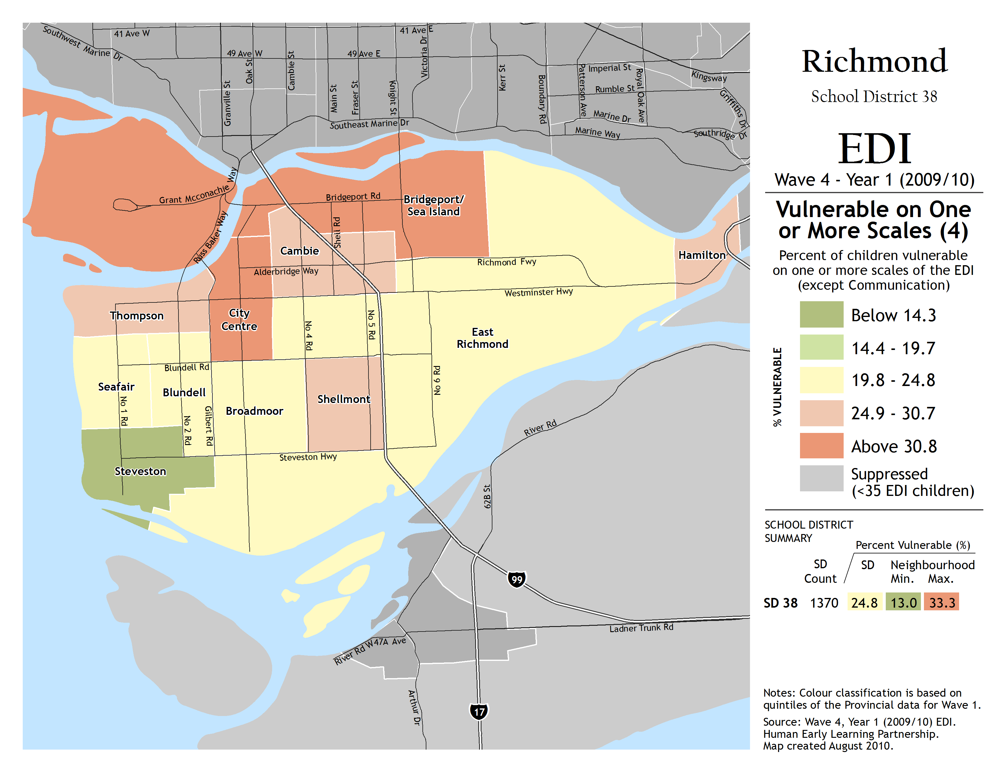 Southwest Marine Dr
41 Ave W
41 Ave E
49 Ave W
49 Ave E
Granville St
Oak St
Cambie St
Main St
Fraser St
Knight St
Victoria Dr
Kerr St
Boundary Rd
Patterson Ave
Royal Oak Ave
Imperial St
Rumble St
Kingsway
Griffiths Dr
Marine Dr
Marine Way
Southridge Dr
Southeast Marine Dr
Grant Mcconachie Way
Russ Baker Way
Bridgeport Rd
Bridgeport/
Sea Island
Shell Rd
Cambie
Hamilton
Richmond Fwy
Alderbridge Way
Westminster Hwy
Thompson
City
Centre
No 4 Rd
No 5 Rd
East
Richmond
Blundell Rd
No 6 Rd
Seafair
Blundell
Broadmoor
Shellmont
No 1 Rd
No 2 Rd
Gilbert Rd
River Rd
Steveston Hwy
Steveston
62B St
99
Ladner Trunk Rd
River Rd W
47A Ave
Arthur Dr
17
Richmond
School District 38
EDI
Wave 4 - Year 1 (2009/10)
Vulnerable on One
or More Scales (4)
Percent of children vulnerable
on one or more scales of the EDI
(except Communication)
% VULNERABLE
Below 14.3
14.4 - 19.7
19.8 - 24.8
24.9 - 30.7
Above 30.8
Suppressed
(<35 EDI children)
SCHOOL DISTRICT
SUMMARY
Percent Vulnerable (%)
SD Count
SD
Neighbourhood
Min. Max.
SD 38 1370 24.8 13.0 33.3
Notes: Colour classification is based on
quintiles of the Provincial data for Wave 1.
Source: Wave 4, Year 1 (2009/10) EDI.
Human Early Learning Partnership.
Map created August 2010.